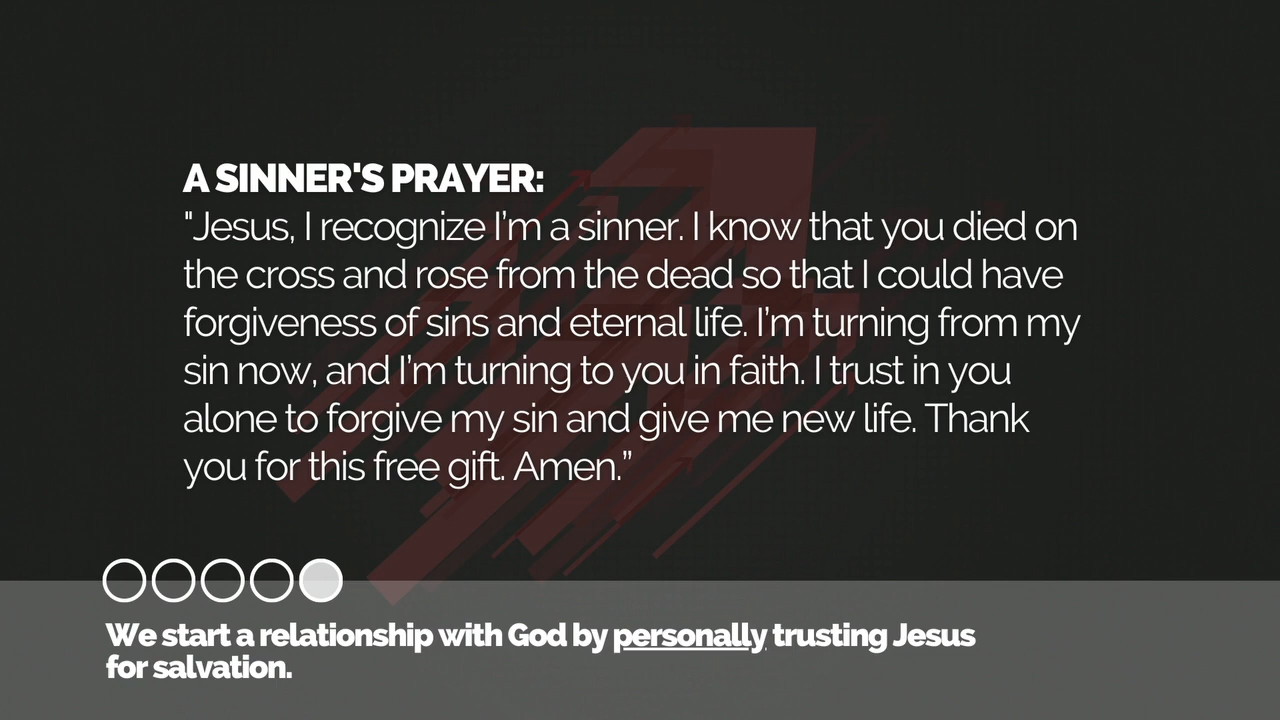 A SINNER'S PRAYER:
"Jesus, I recognize I’m a sinner. I know that you died on
the cross and rose from the dead so that I could have
forgiveness of sins and eternal life. I’m turning from my
sin now, and I’m turning to you in faith. I trust in you
alone to forgive my sin and give me new life. Thank
you for this free gift. Amen.”
We start a relationship with God by personally trusting Jesus
for salvation.